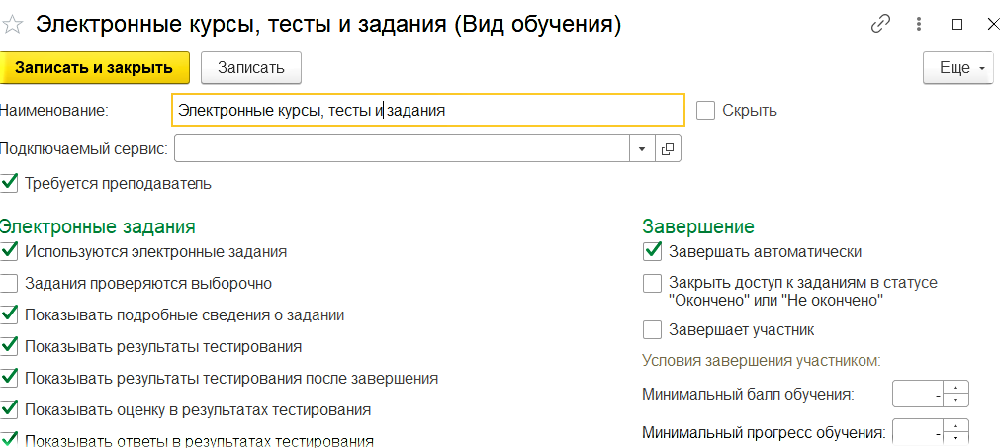 Электронные курсы, тесты и задания (Вид обучения)
Записать и закрыть Записать Еще
Наименование: Электронные курсы, тесты и задания Скрыть
Подключаемый сервис:
Требуется преподаватель
Электронные задания
Используются электронные задания
Задания проверяются выборочно
Показывать подробные сведения о задании
Показывать результаты тестирования
Показывать результаты тестирования после завершения
Показывать оценку в результатах тестирования
Показывать ответы в результатах тестирования
Завершение
Завершать автоматически
Закрыть доступ к заданиям в статусе
"Окончено" или "Не окончено"
Завершает участник
Условия завершения участником:
Минимальный балл обучения: -
Минимальный прогресс обучения: -